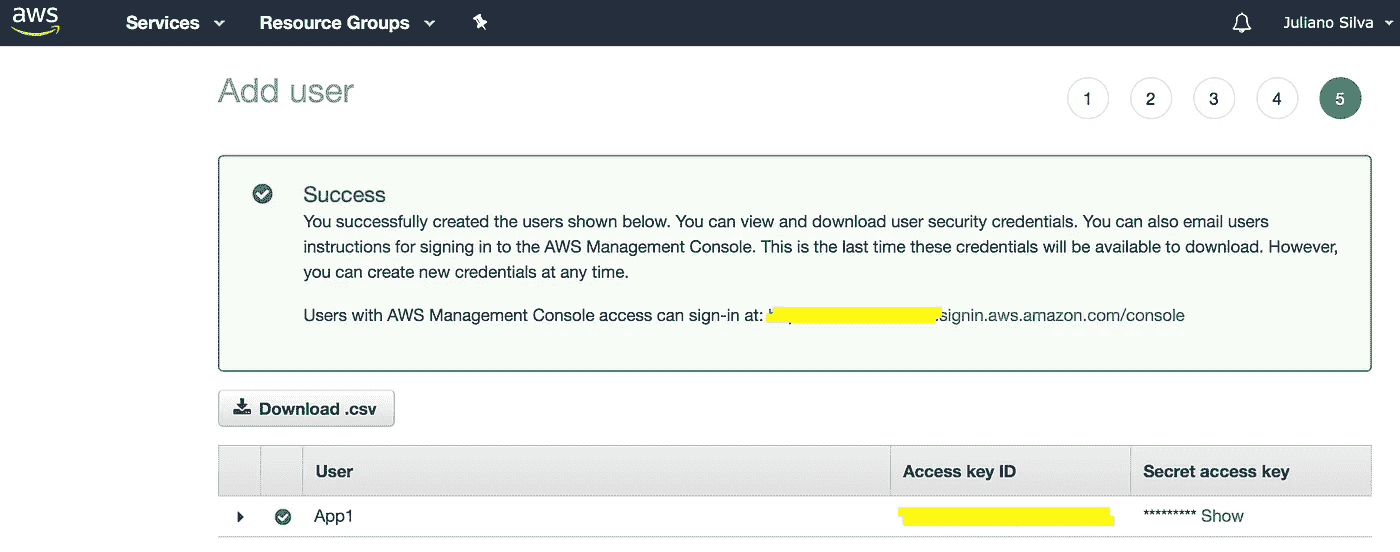 aws Services Resource Groups Juliano Silva
Add user 1 2 3 4 5
Success
You successfully created the users shown below. You can view and download user security credentials. You can also email users
instructions for signing in to the AWS Management Console. This is the last time these credentials will be available to download. However,
you can create new credentials at any time.
Users with AWS Management Console access can sign-in at: .signin.aws.amazon.com/console
Download .csv
User Access key ID Secret access key
App1 ********* Show